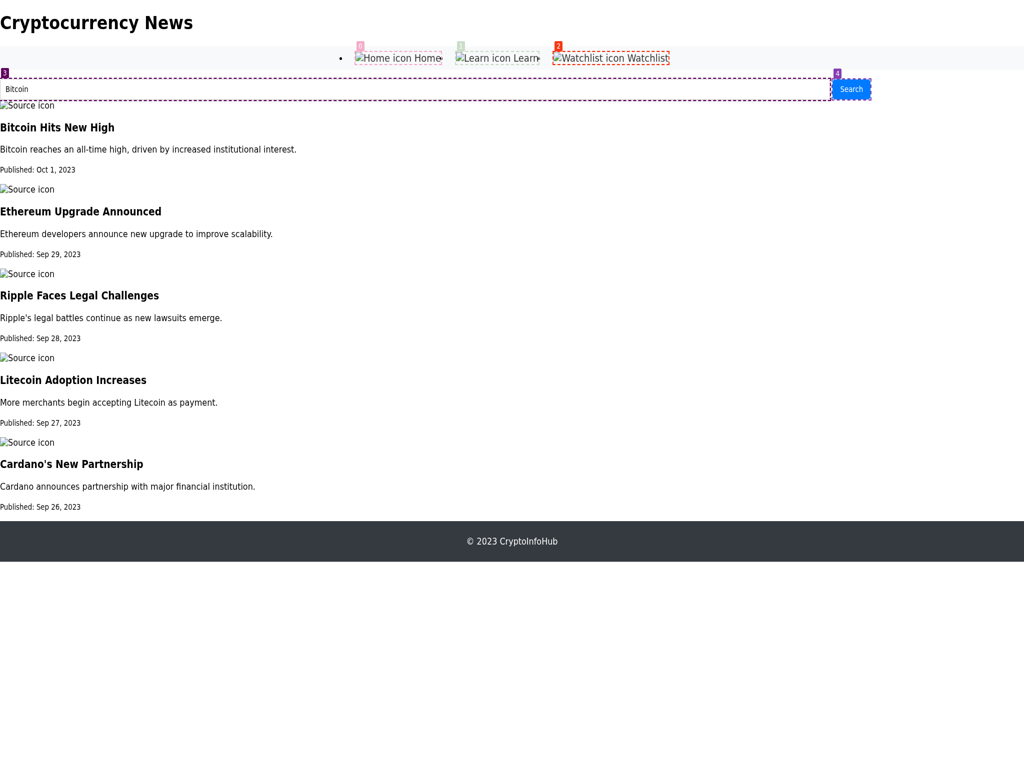 Cryptocurrency News
0
1
2
Home icon Home
Learn icon Learn
Watchlist icon Watchlist
3
4
Bitcoin
Search
Source icon
Bitcoin Hits New High
Bitcoin reaches an all-time high, driven by increased institutional interest.
Published: Oct 1, 2023
Source icon
Ethereum Upgrade Announced
Ethereum developers announce new upgrade to improve scalability.
Published: Sep 29, 2023
Source icon
Ripple Faces Legal Challenges
Ripple's legal battles continue as new lawsuits emerge.
Published: Sep 28, 2023
Source icon
Litecoin Adoption Increases
More merchants begin accepting Litecoin as payment.
Published: Sep 27, 2023
Source icon
Cardano's New Partnership
Cardano announces partnership with major financial institution.
Published: Sep 26, 2023
© 2023 CryptoInfoHub